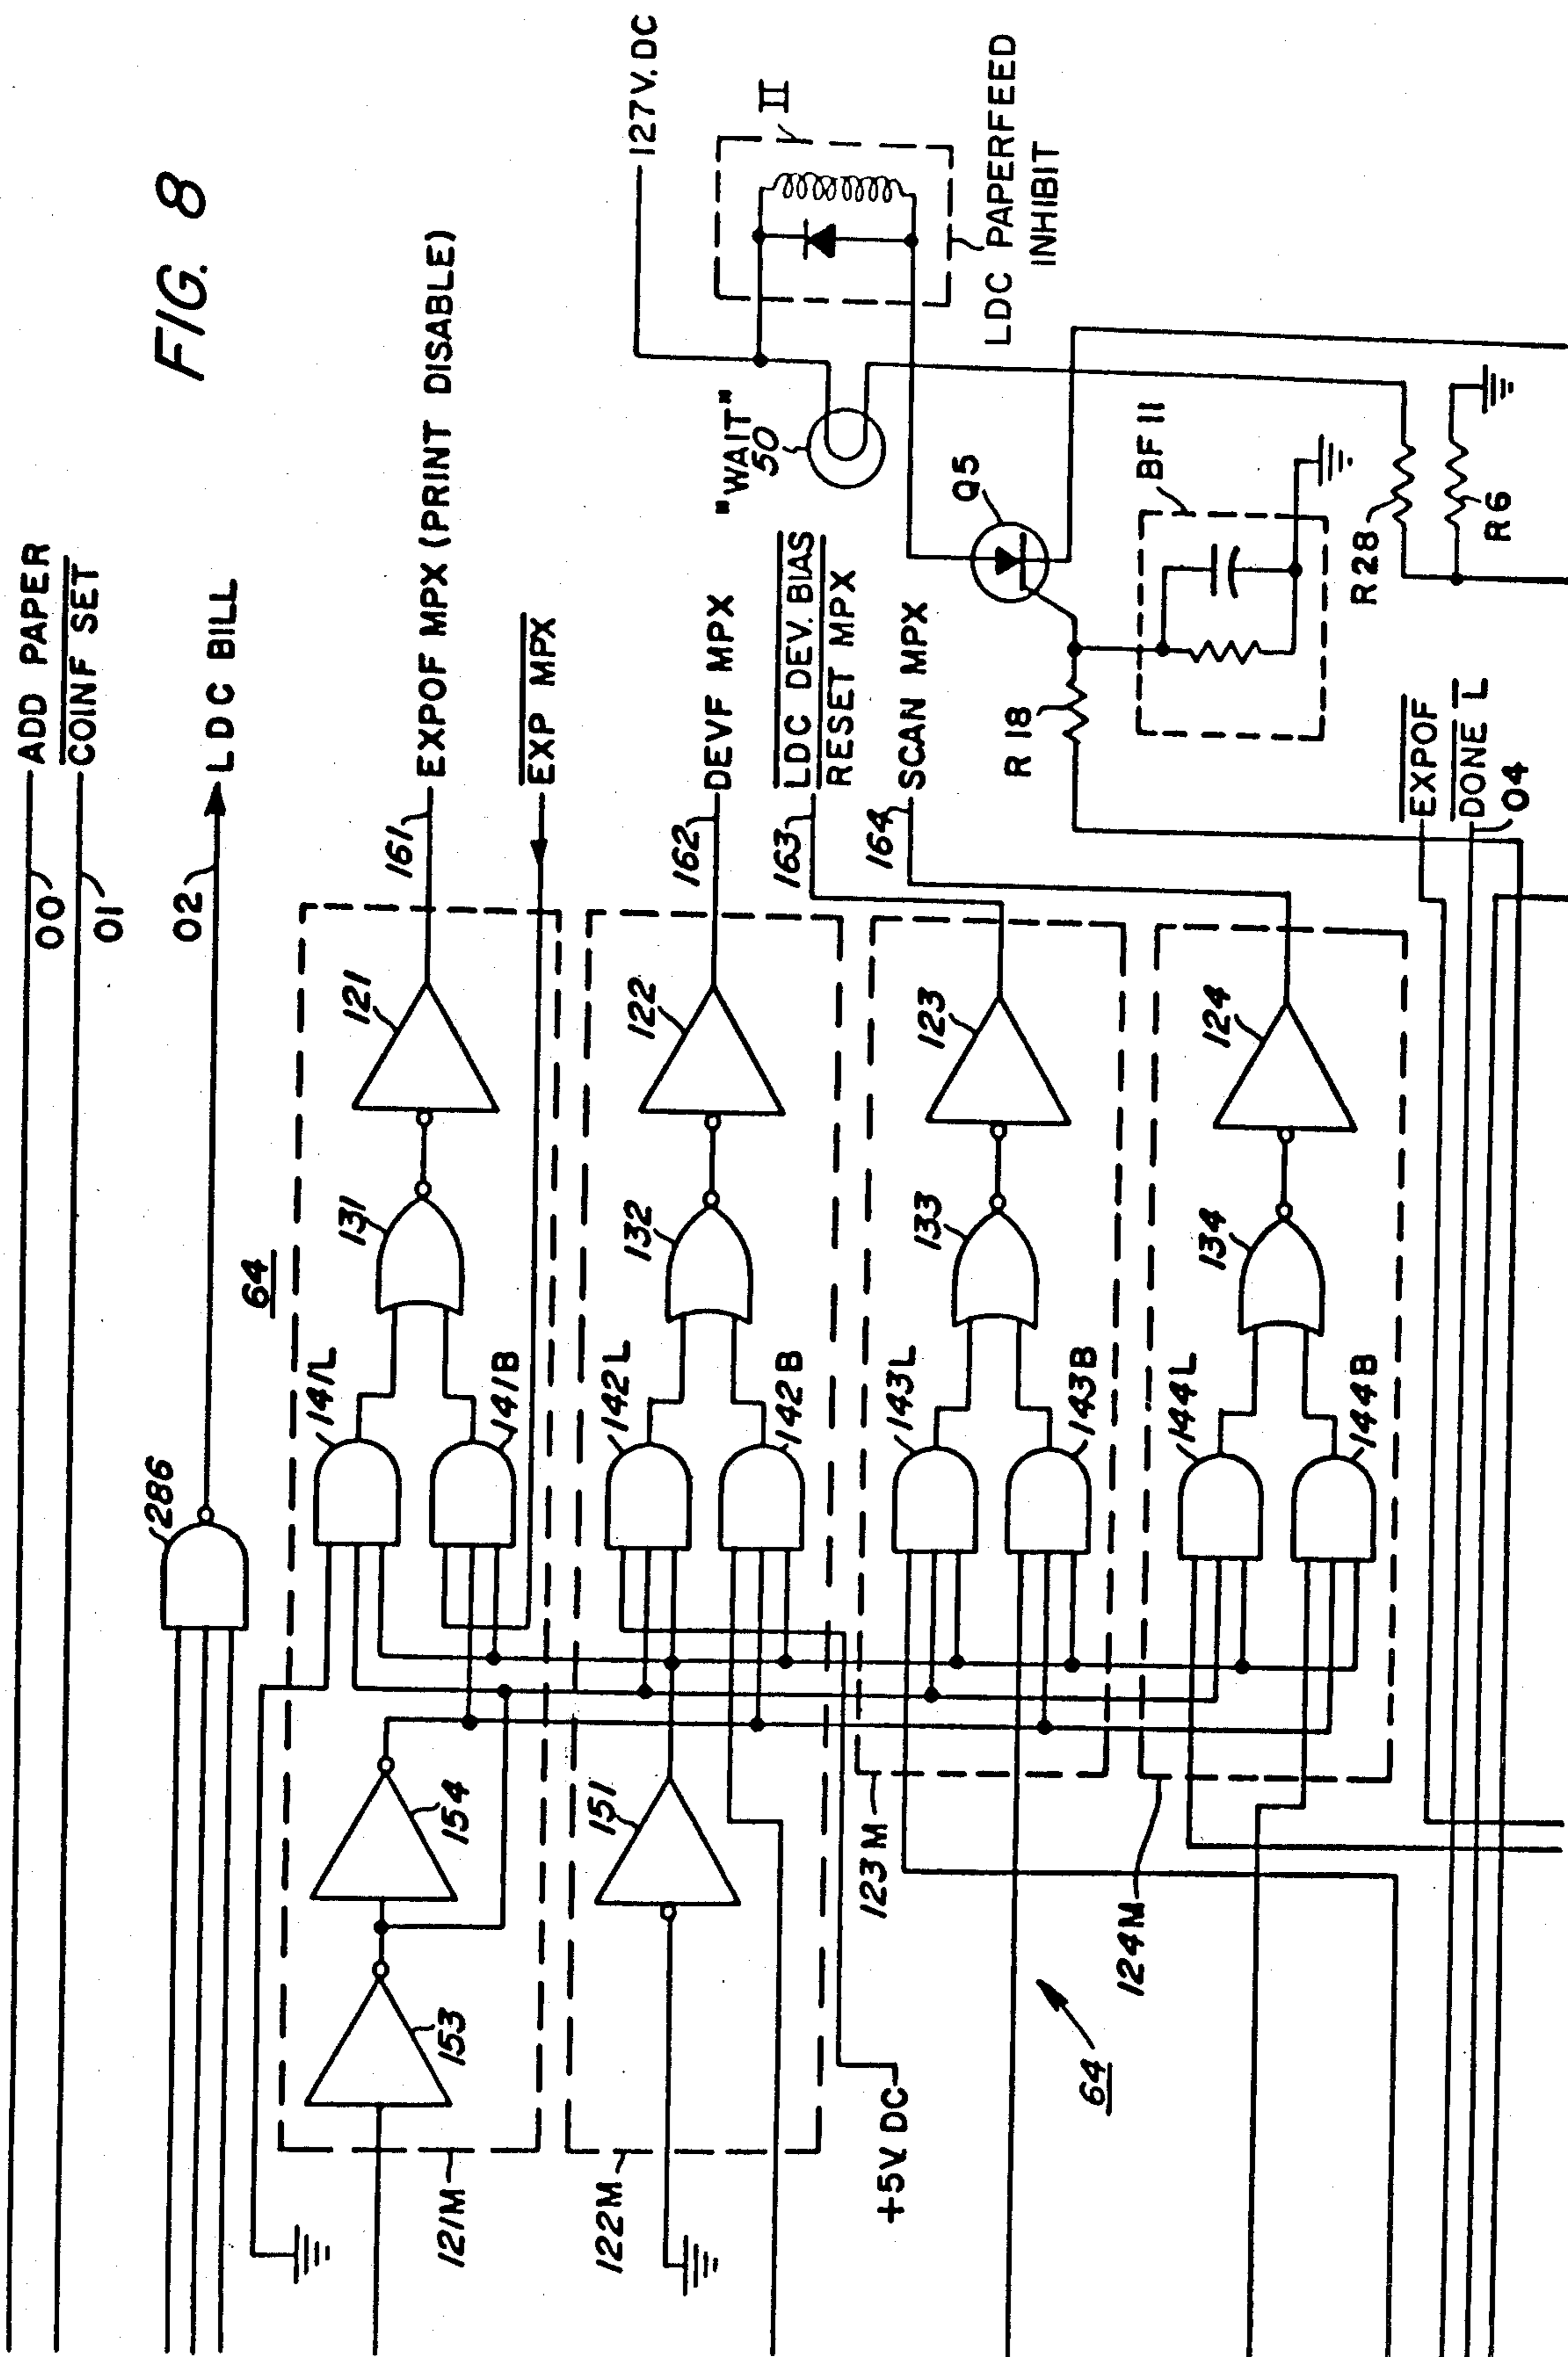 FIG. 8
ADD PAPER
COINF SET
00
01
02
LDC BILL
286
64
EXPOF MPX (PRINT DISABLE)
161
EXP MPX
121
131
141L
141B
154
153
121M
DEVF MPX
162
122
132
142L
142B
151
122M
+5V. DC
LDC DEV. BIAS
RESET MPX
163
123
133
143L
143B
123M
SCAN MPX
164
124
134
144L
144B
124M
64
127V. DC
II
LDC PAPERFEED
INHIBIT
"WAIT"
50
Q5
BF11
R18
R28
R6
EXPOF
DONE L
04